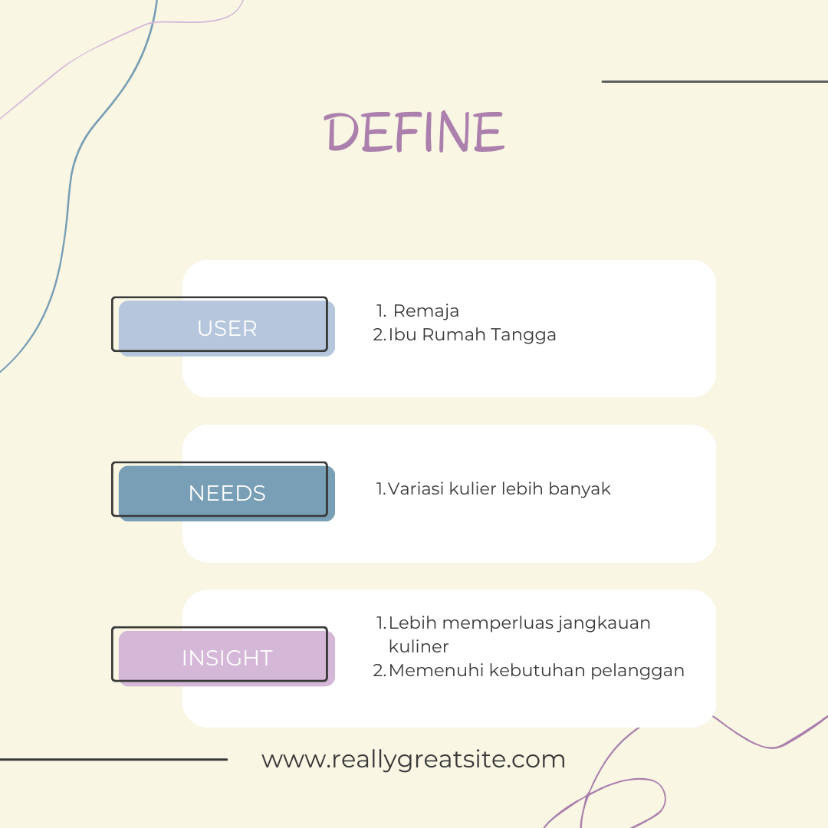 DEFINE
USER
1. Remaja
2.Ibu Rumah Tangga
NEEDS
1.Variasi kulier lebih banyak
INSIGHT
1.Lebih memperluas jangkauan
kuliner
2.Memenuhi kebutuhan pelanggan
www.reallygreatsite.com